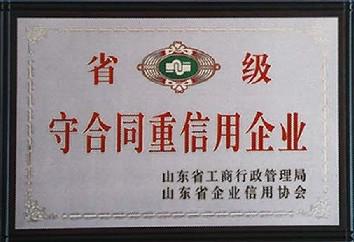 省级
守合同重信用企业
山东省工商行政管理局
山东省企业信用协会